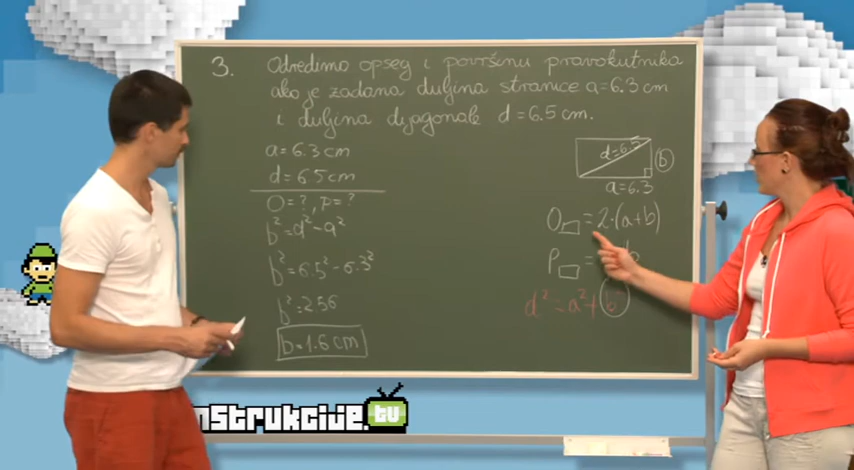 3. Odredimo opseg i površinu pravokutnika
ako je zadana duljina stranice a=6.3 cm
i duljina dijagonale d=6.5 cm.
a=6.3 cm
d=6.5 cm
O=?, p=?
b²=d²-a²
b²=6.5²-6.3²
b²=2.56
b=1.6 cm
d=6.5
b
a=6.3
O▱=2·(a+b)
P▱=
d²=a²+b
instrukcije.tv